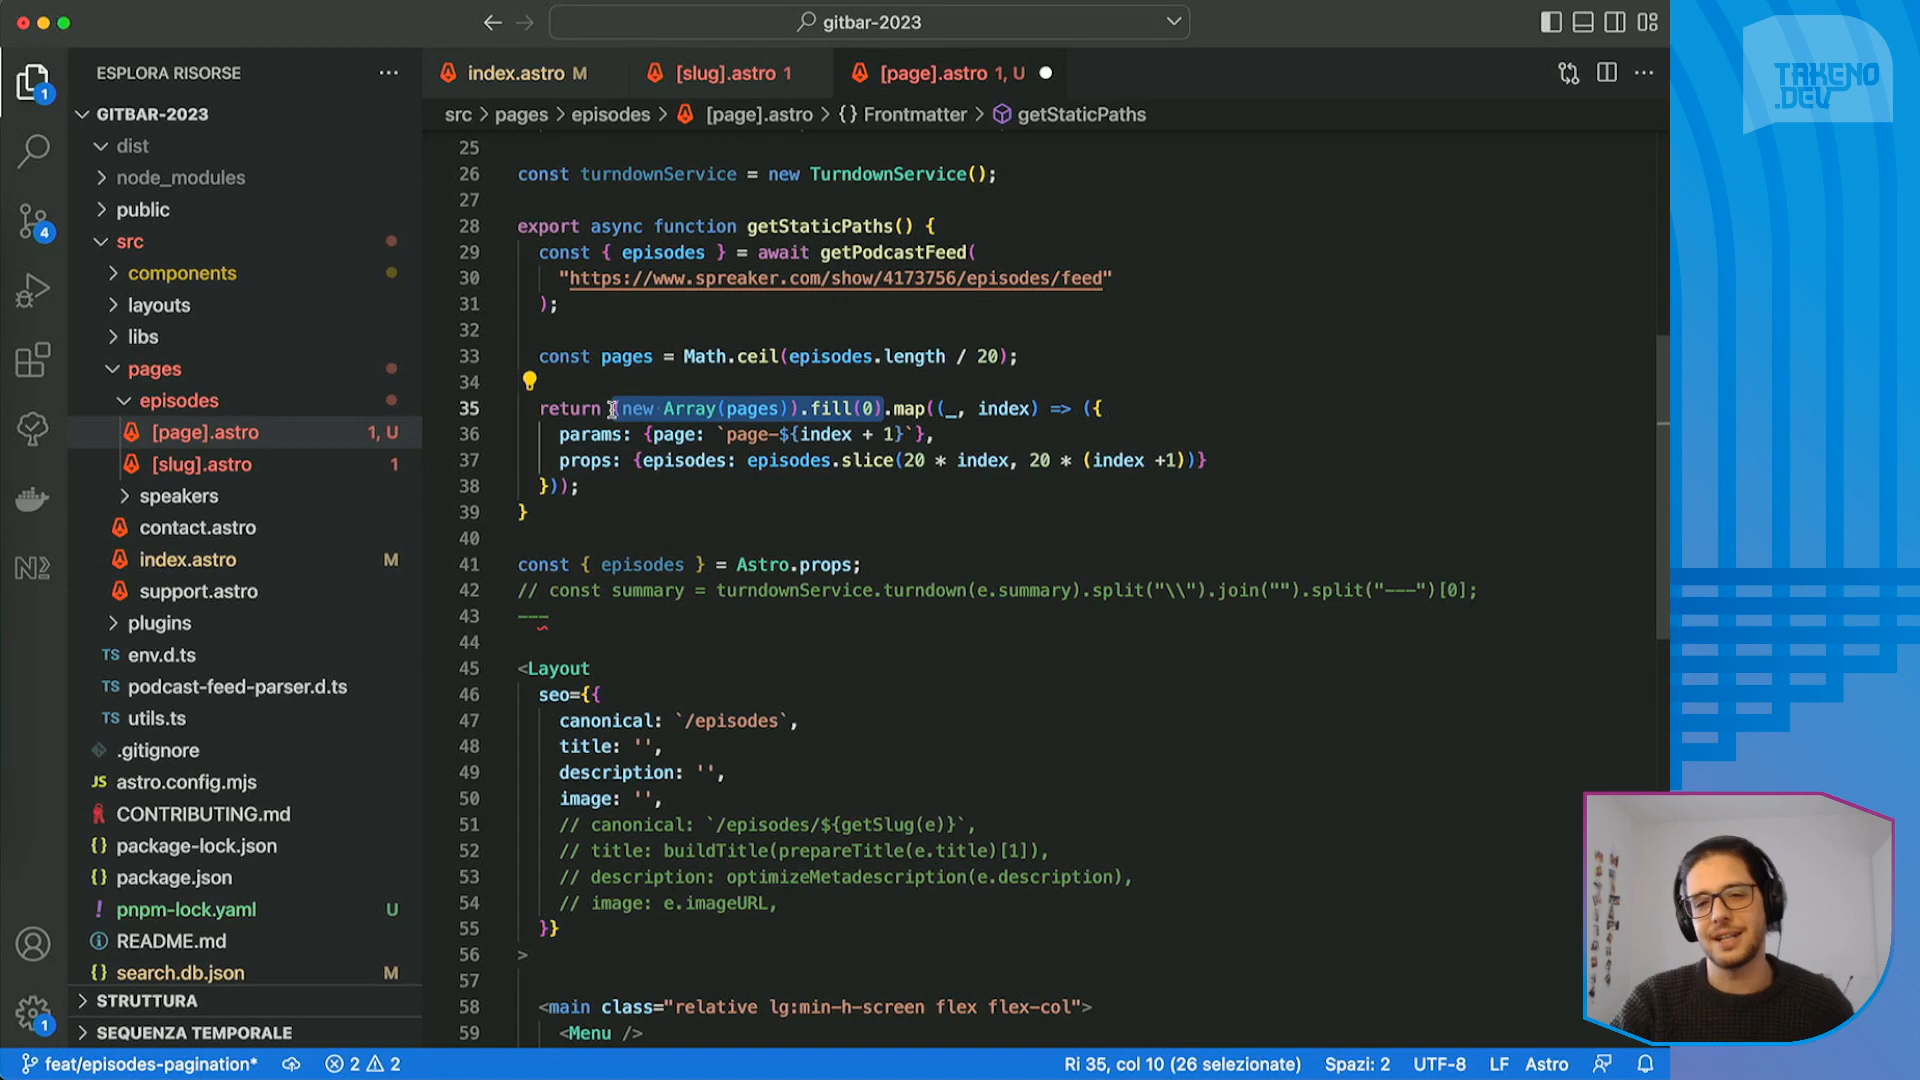 gitbar-2023
ESPLORA RISORSE
GITBAR-2023
dist
node_modules
public
src
components
layouts
libs
pages
episodes
[page].astro 1, U
[slug].astro 1
speakers
contact.astro
index.astro M
support.astro
plugins
TS env.d.ts
TS podcast-feed-parser.d.ts
TS utils.ts
.gitignore
JS astro.config.mjs
CONTRIBUTING.md
{} package-lock.json
{} package.json
! pnpm-lock.yaml U
README.md
{} search.db.json M
STRUTTURA
SEQUENZA TEMPORALE
1
4
1
index.astro M
[slug].astro 1
[page].astro 1, U
src > pages > episodes > [page].astro > {} Frontmatter > getStaticPaths
25
26 const turndownService = new TurndownService();
27
28 export async function getStaticPaths() {
29 const { episodes } = await getPodcastFeed(
30 "https://www.spreaker.com/show/4173756/episodes/feed"
31 );
32
33 const pages = Math.ceil(episodes.length / 20);
34
35 return (new Array(pages)).fill(0).map((_, index) => ({
36 params: {page: `page-${index + 1}`},
37 props: {episodes: episodes.slice(20 * index, 20 * (index +1))}
38 }));
39 }
40
41 const { episodes } = Astro.props;
42 // const summary = turndownService.turndown(e.summary).split("\\").join("").split("---")[0];
43 ---
44
45 <Layout
46 seo={{
47 canonical: `/episodes`,
48 title: '',
49 description: '',
50 image: '',
51 // canonical: `/episodes/${getSlug(e)}`,
52 // title: buildTitle(prepareTitle(e.title)[1]),
53 // description: optimizeMetadescription(e.description),
54 // image: e.imageURL,
55 }}
56 >
57
58 <main class="relative lg:min-h-screen flex flex-col">
59 <Menu />
feat/episodes-pagination* 2 2 Ri 35, col 10 (26 selezionate) Spazi: 2 UTF-8 LF Astro
TAKENO
.DEV